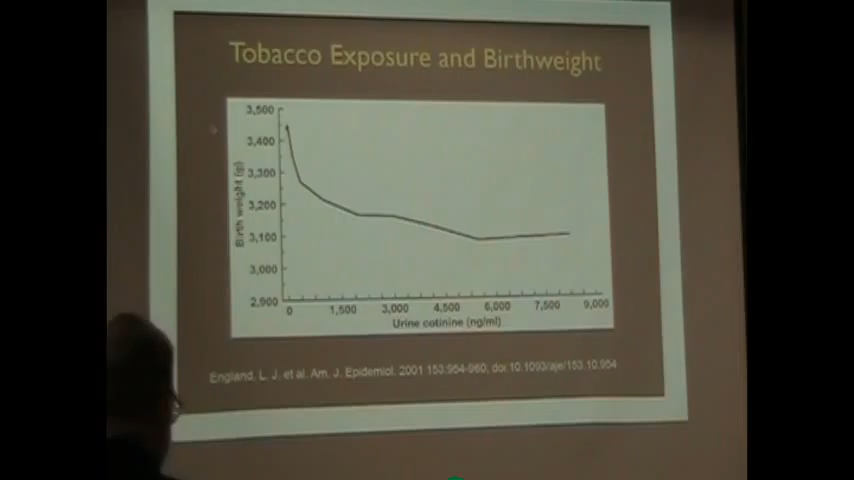 Tobacco Exposure and Birthweight
3,500
3,400
3,300
3,200
3,100
3,000
2,900
Birth weight (g)
0 1,500 3,000 4,500 6,000 7,500 9,000
Urine cotinine (ng/ml)
England, L. J. et al. Am. J. Epidemiol. 2001 153:954-960; doi:10.1093/aje/153.10.954